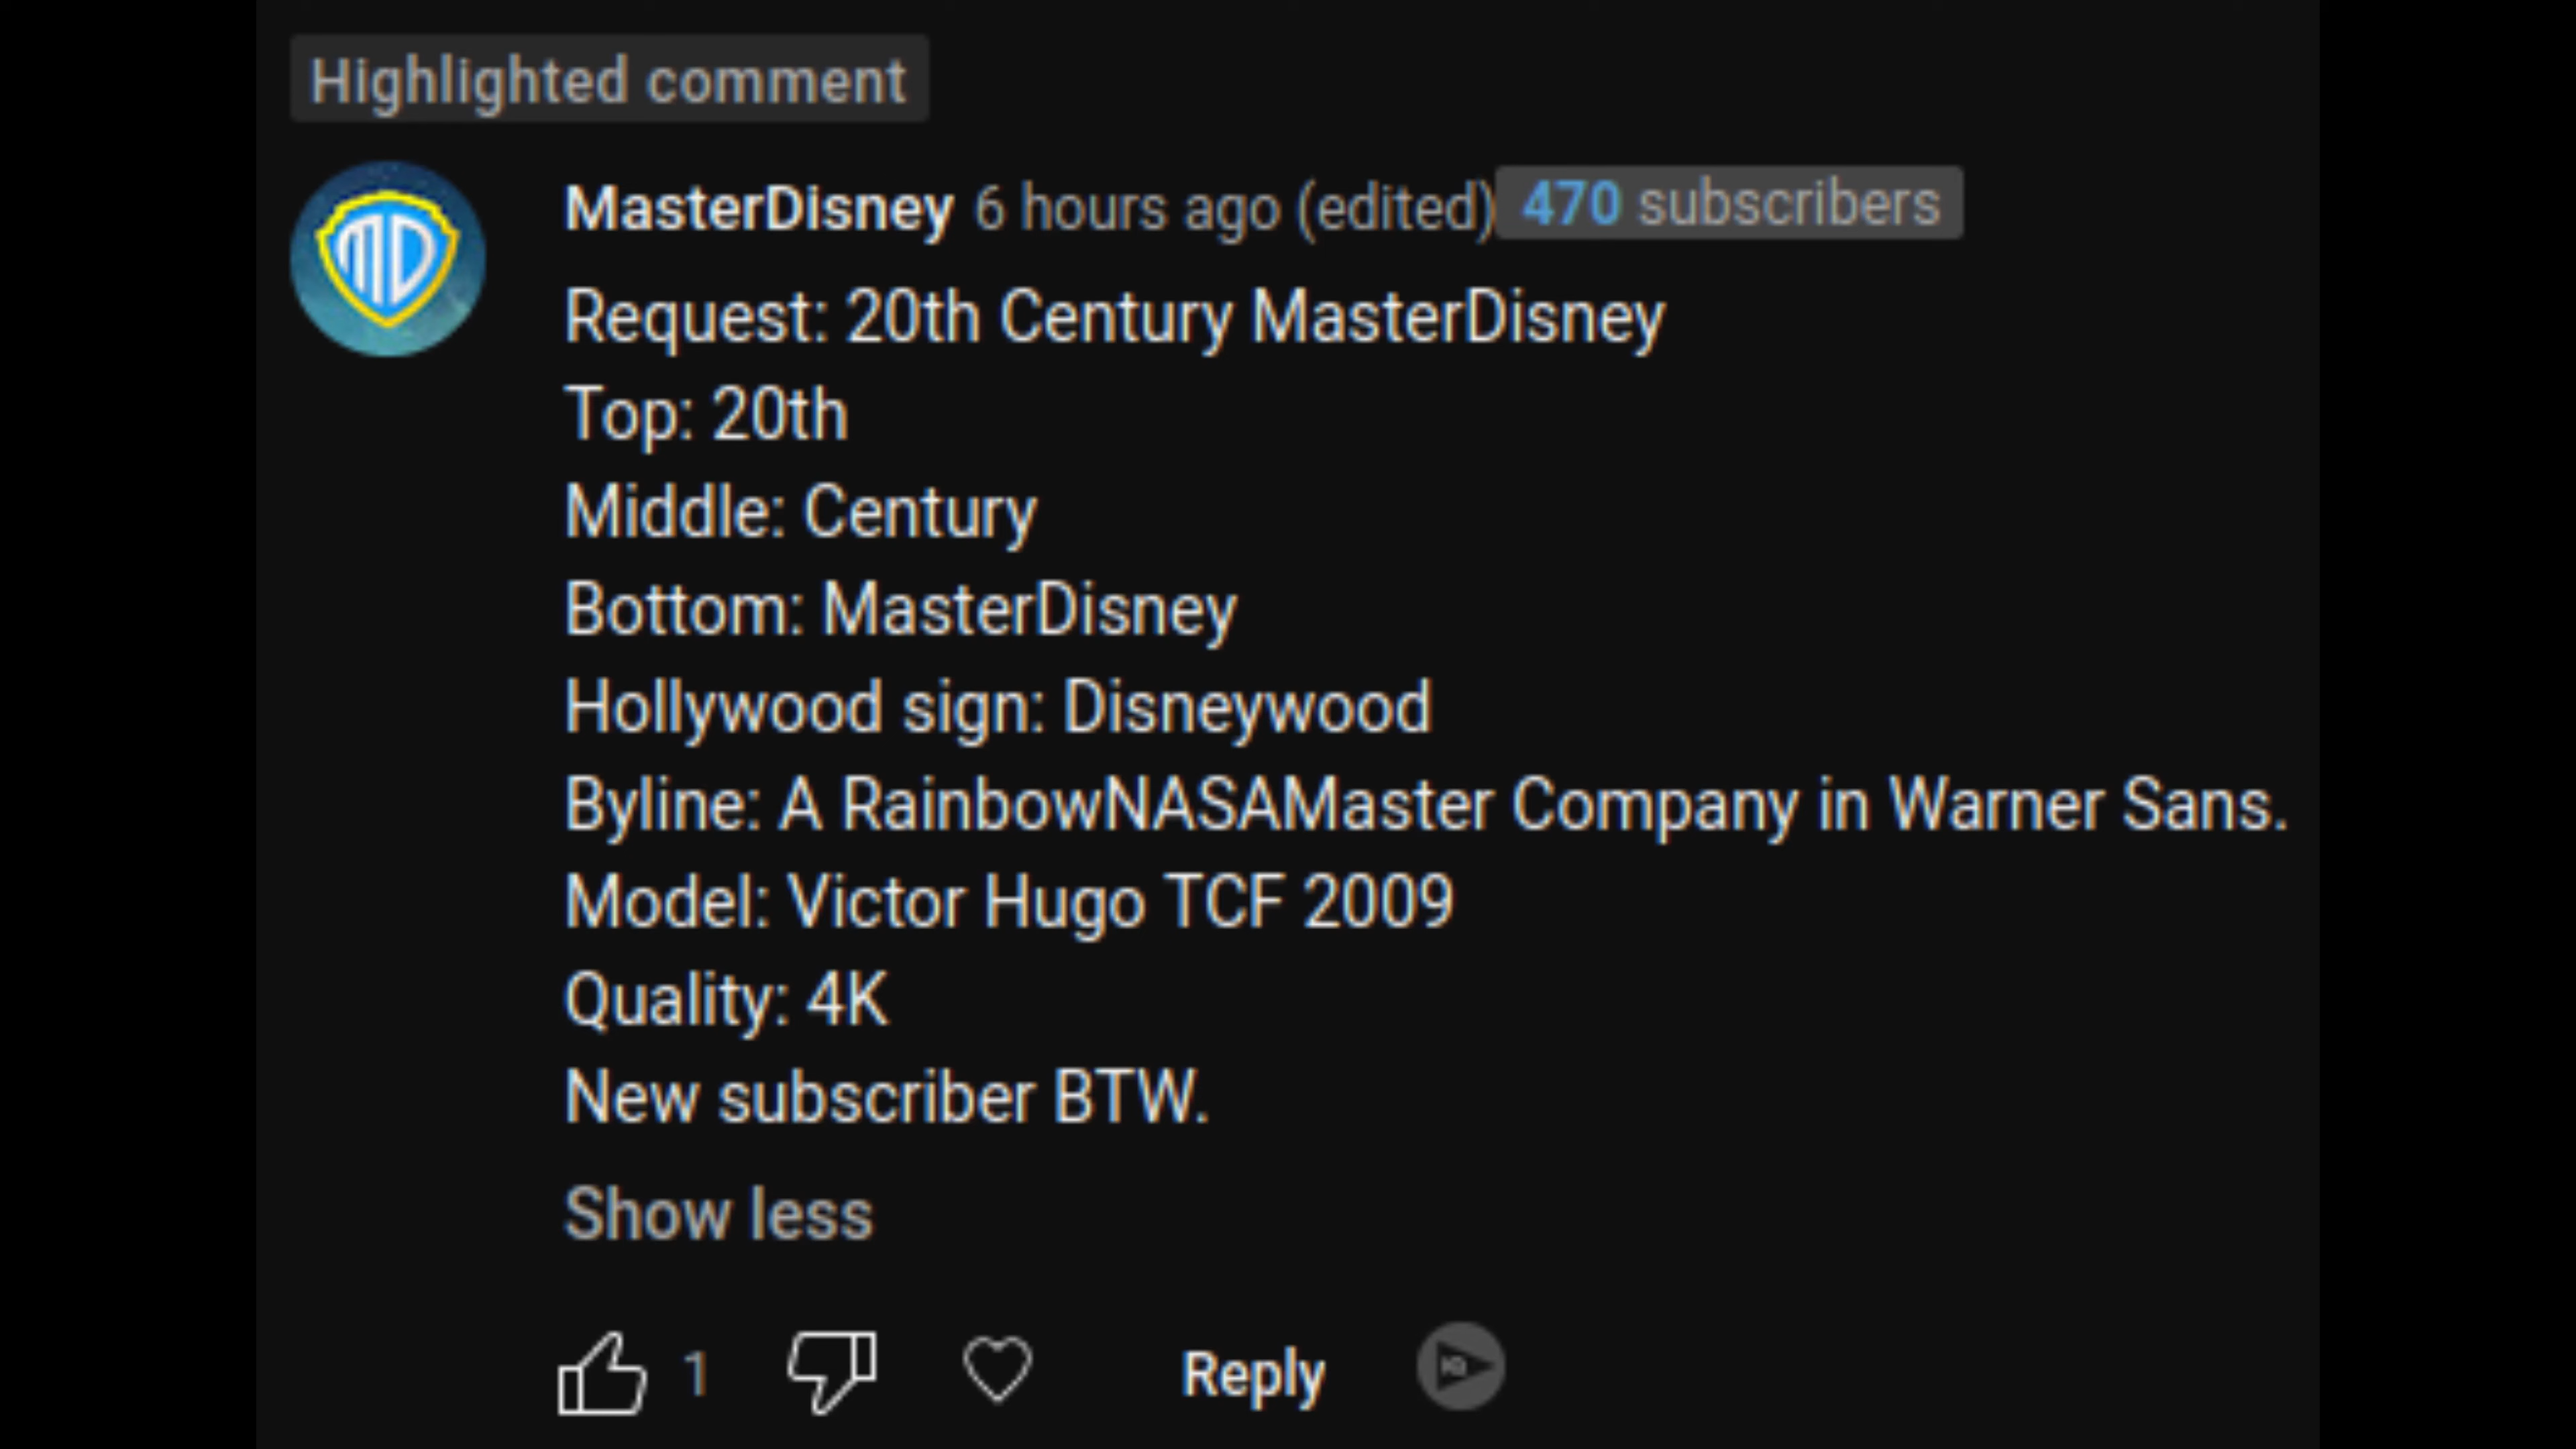 Highlighted comment
MD
MasterDisney 6 hours ago (edited) 470 subscribers
Request: 20th Century MasterDisney
Top: 20th
Middle: Century
Bottom: MasterDisney
Hollywood sign: Disneywood
Byline: A RainbowNASAMaster Company in Warner Sans.
Model: Victor Hugo TCF 2009
Quality: 4K
New subscriber BTW.
Show less
1 Reply